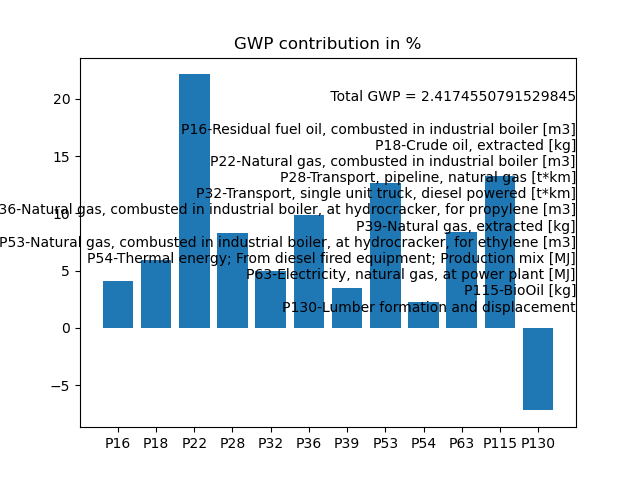 GWP contribution in %
Total GWP = 2.4174550791529845
P16-Residual fuel oil, combusted in industrial boiler [m3]
P18-Crude oil, extracted [kg]
P22-Natural gas, combusted in industrial boiler [m3]
P28-Transport, pipeline, natural gas [t*km]
P32-Transport, single unit truck, diesel powered [t*km]
36-Natural gas, combusted in industrial boiler, at hydrocracker, for propylene [m3]
P39-Natural gas, extracted [kg]
P53-Natural gas, combusted in industrial boiler, at hydrocracker, for ethylene [m3]
P54-Thermal energy; From diesel fired equipment; Production mix [MJ]
P63-Electricity, natural gas, at power plant [MJ]
P115-BioOil [kg]
P130-Lumber formation and displacement
20
15
10
5
0
−5
P16 P18 P22 P28 P32 P36 P39 P53 P54 P63 P115 P130